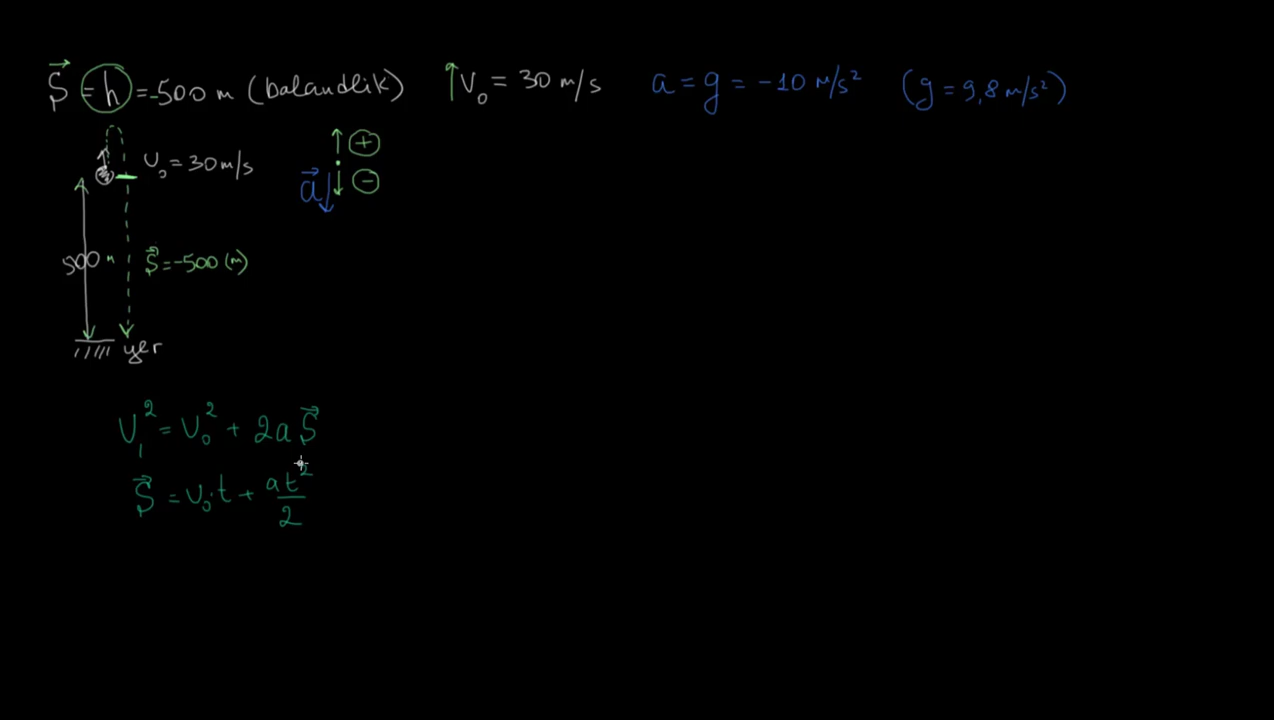 S⃗ = h = -500 m (balandlik) ↑V₀ = 30 m/s a = g = -10 m/s² (g = 9,8 m/s²)
V₀ = 30 m/s ↑ +
a⃗ ↓ ↓ -
500 m S⃗ = -500 (m)
yer
V₁² = V₀² + 2aS⃗
S⃗ = V₀·t + at²/2